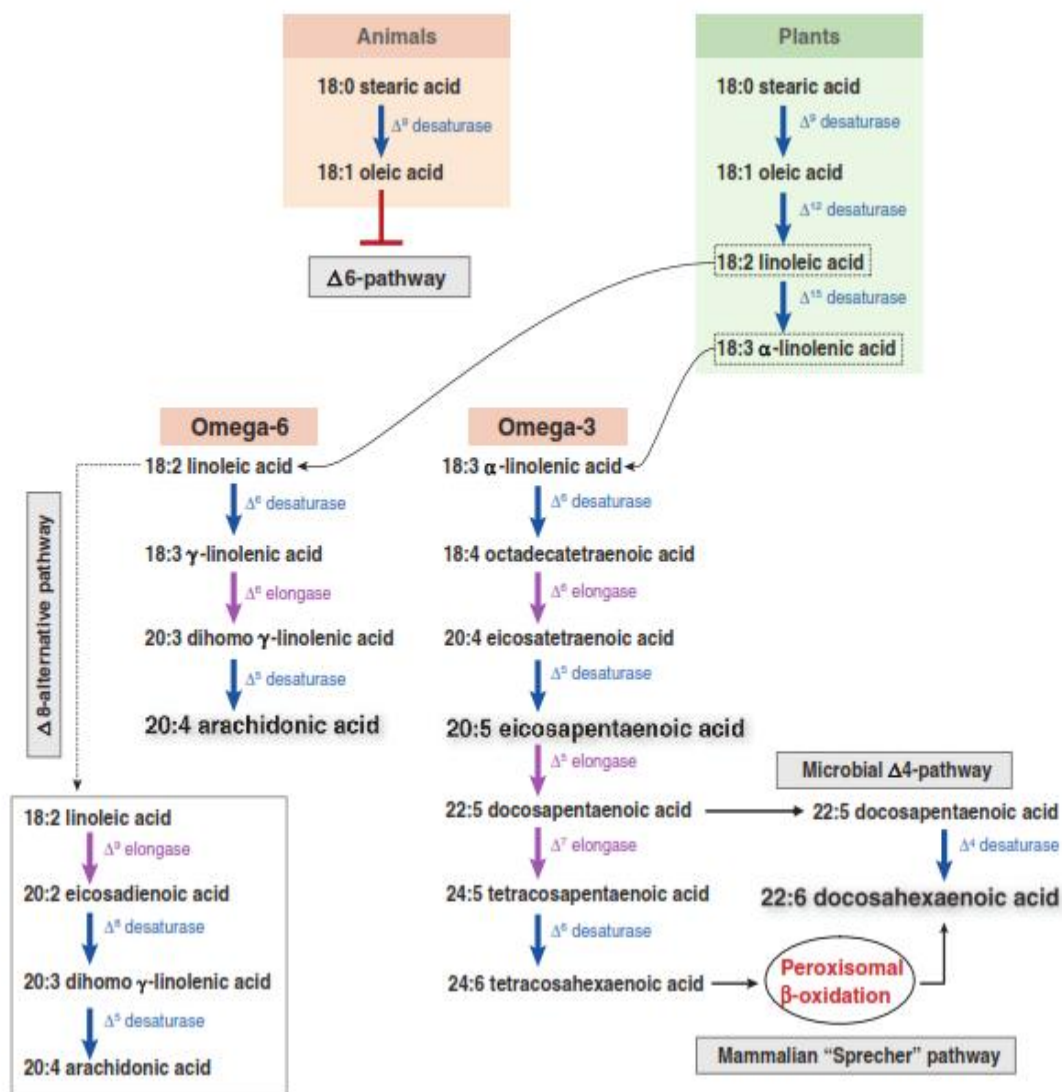 Animals
18:0 stearic acid
Δ⁹ desaturase
18:1 oleic acid
Δ6-pathway
Plants
18:0 stearic acid
Δ⁹ desaturase
18:1 oleic acid
Δ¹² desaturase
18:2 linoleic acid
Δ¹⁵ desaturase
18:3 α-linolenic acid
Omega-6
18:2 linoleic acid
Δ⁶ desaturase
18:3 γ-linolenic acid
Δ⁶ elongase
20:3 dihomo γ-linolenic acid
Δ⁵ desaturase
20:4 arachidonic acid
Omega-3
18:3 α-linolenic acid
Δ⁶ desaturase
18:4 octadecatetraenoic acid
Δ⁶ elongase
20:4 eicosatetraenoic acid
Δ⁵ desaturase
20:5 eicosapentaenoic acid
Δ⁵ elongase
22:5 docosapentaenoic acid
Δ⁷ elongase
24:5 tetracosapentaenoic acid
Δ⁶ desaturase
24:6 tetracosahexaenoic acid
Δ8-alternative pathway
18:2 linoleic acid
Δ⁹ elongase
20:2 eicosadienoic acid
Δ⁸ desaturase
20:3 dihomo γ-linolenic acid
Δ⁵ desaturase
20:4 arachidonic acid
Microbial Δ4-pathway
22:5 docosapentaenoic acid
Δ⁴ desaturase
22:6 docosahexaenoic acid
Peroxisomal
β-oxidation
Mammalian “Sprecher” pathway